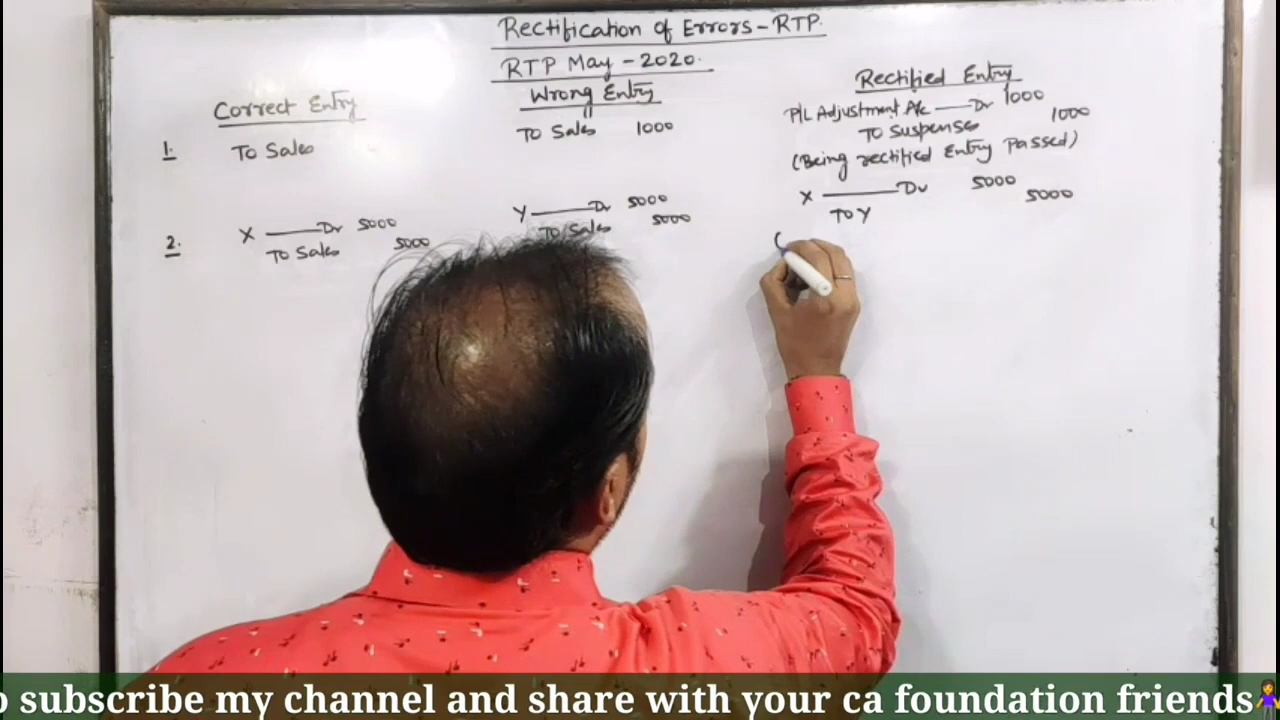 Rectification of Errors - RTP.
RTP May - 2020.
Correct Entry
Wrong Entry
Rectified Entry
1. To Sales
To Sales 1000
P/L Adjustment A/c ——Dr 1000
To Suspense 1000
(Being rectified Entry Passed)
2. X ——Dr 5000
To Sales 5000
Y ——Dr 5000
To Sales 5000
X ——Dr 5000
To Y 5000
(
o subscribe my channel and share with your ca foundation friends